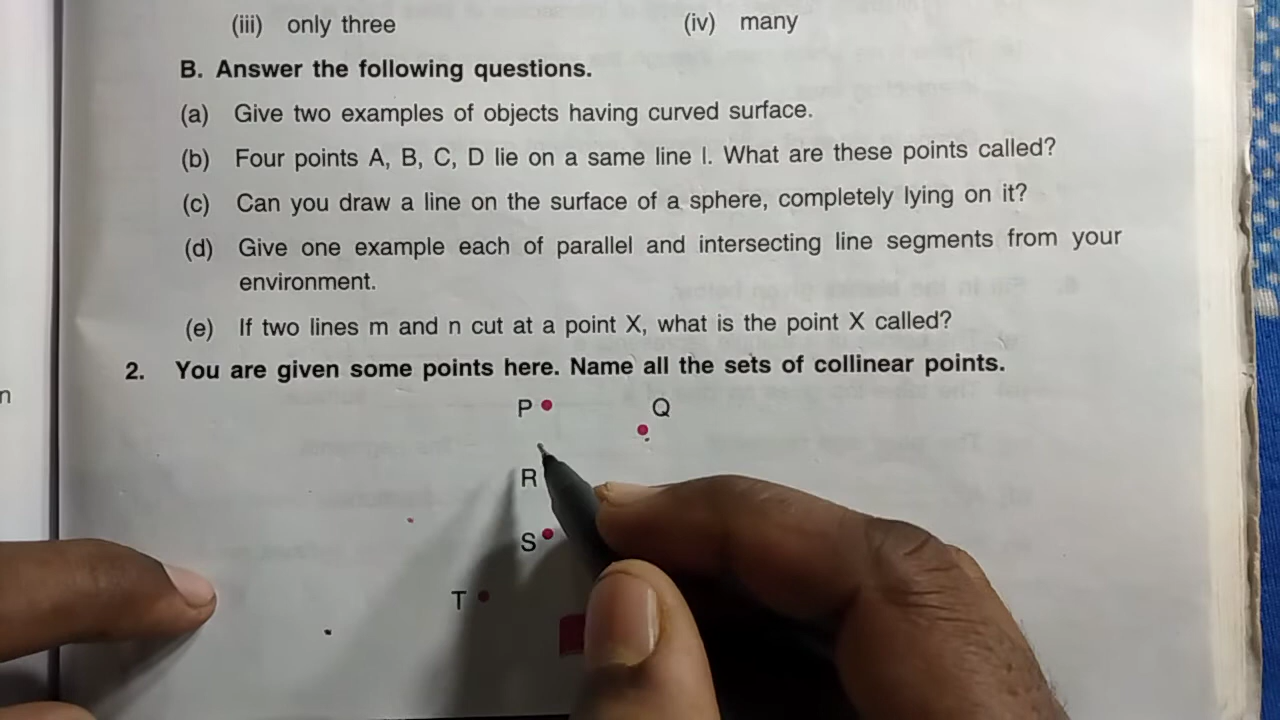 (iii) only three (iv) many
B. Answer the following questions.
(a) Give two examples of objects having curved surface.
(b) Four points A, B, C, D lie on a same line l. What are these points called?
(c) Can you draw a line on the surface of a sphere, completely lying on it?
(d) Give one example each of parallel and intersecting line segments from your
environment.
(e) If two lines m and n cut at a point X, what is the point X called?
2. You are given some points here. Name all the sets of collinear points.
P Q
R
S
T
n